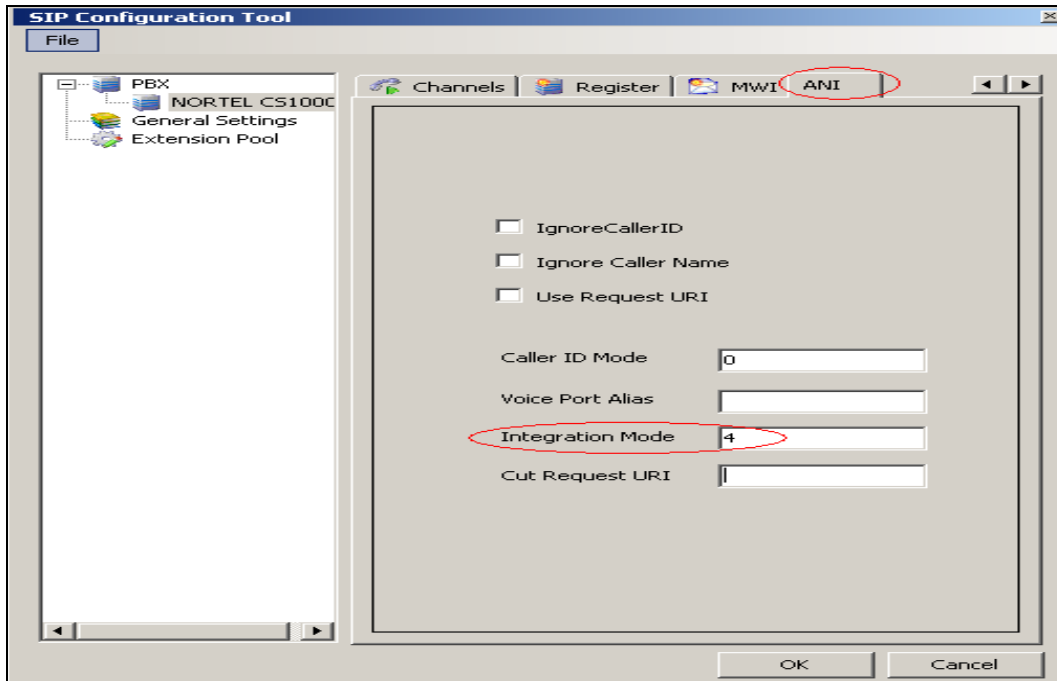 SIP Configuration Tool
File
PBX
NORTEL CS1000
General Settings
Extension Pool
Channels
Register
MWI
ANI
IgnoreCallerID
Ignore Caller Name
Use Request URI
Caller ID Mode
0
Voice Port Alias
Integration Mode
4
Cut Request URI
OK
Cancel